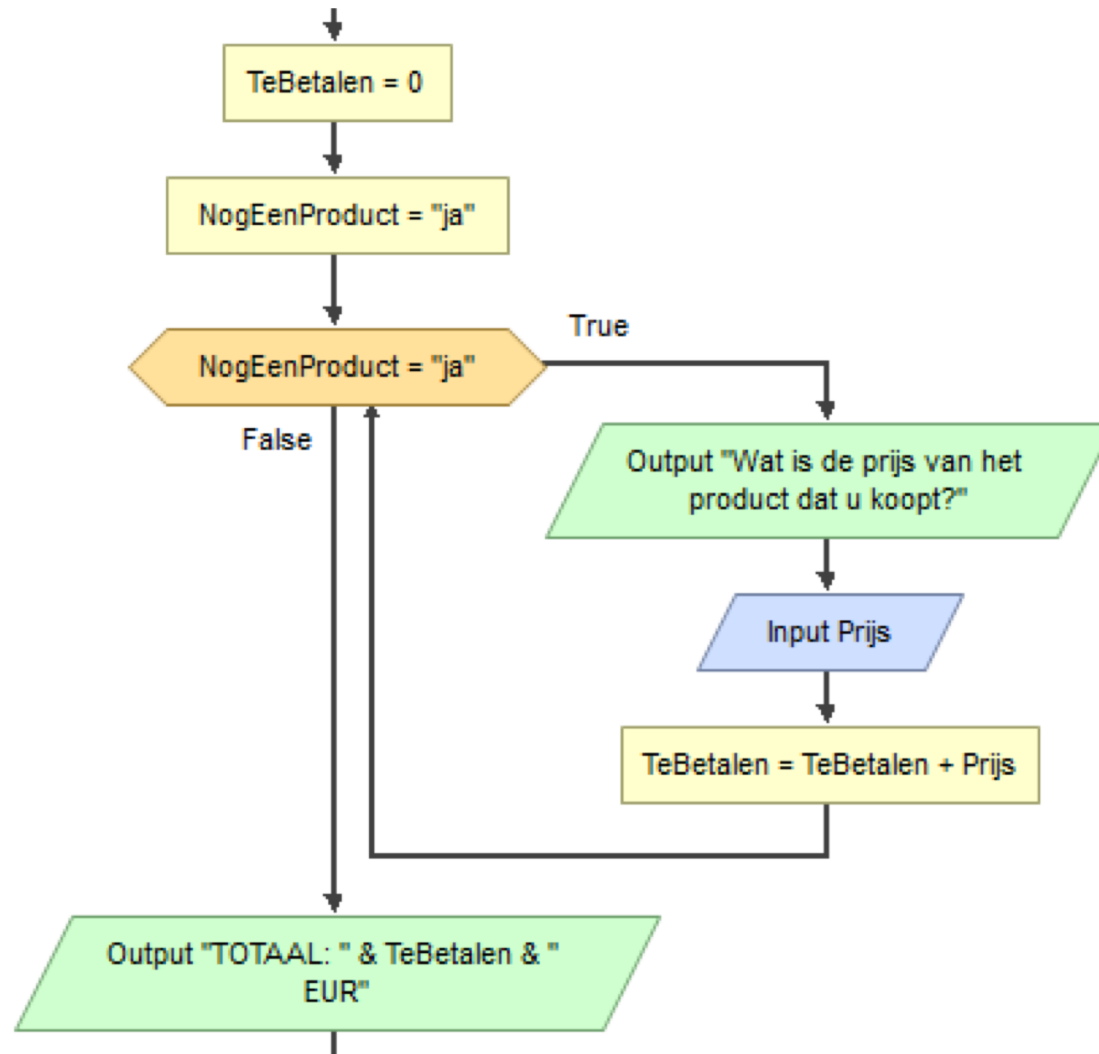 TeBetalen = 0
NogEenProduct = "ja"
NogEenProduct = "ja"
True
False
Output "Wat is de prijs van het
product dat u koopt?"
Input Prijs
TeBetalen = TeBetalen + Prijs
Output "TOTAAL: " & TeBetalen & "
EUR"